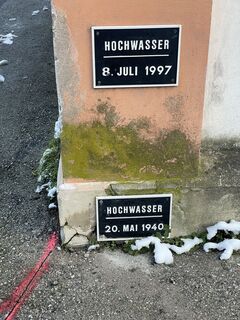 HOCHWASSER
8. JULI 1997
HOCHWASSER
20. MAI 1940